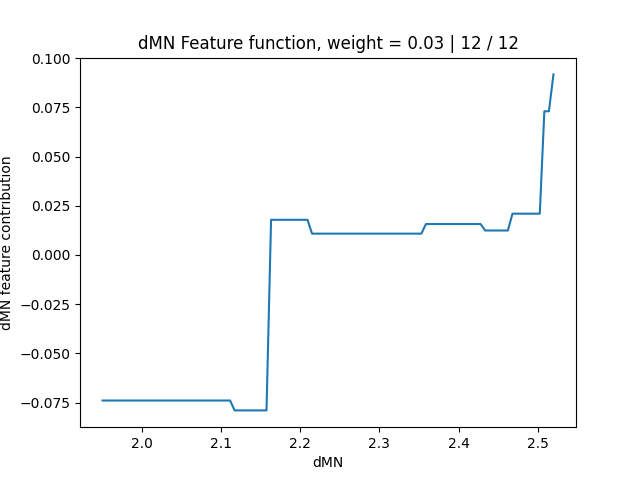 dMN Feature function, weight = 0.03 | 12 / 12
0.100
0.075
0.050
0.025
0.000
−0.025
−0.050
−0.075
dMN feature contribution
2.0 2.1 2.2 2.3 2.4 2.5
dMN